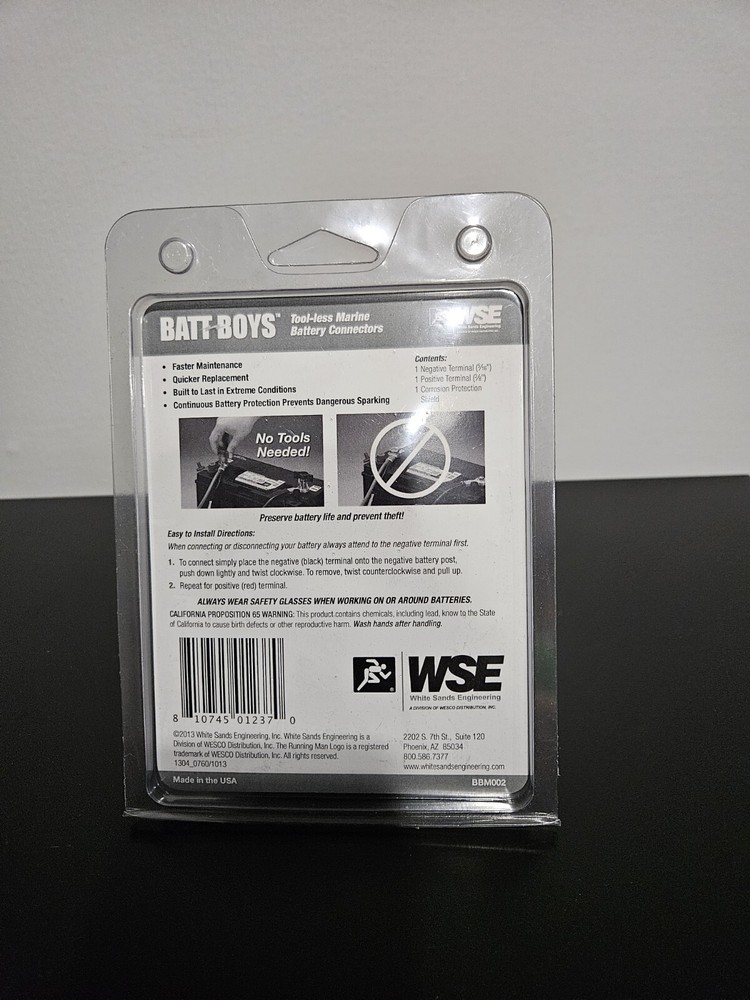 BATT-BOYS™
Tool-less Marine
Battery Connectors
WSE
White Sands Engineering
• Faster Maintenance
• Quicker Replacement
• Built to Last in Extreme Conditions
• Continuous Battery Protection Prevents Dangerous Sparking
Contents:
1 Negative Terminal (5⁄16")
1 Positive Terminal (3⁄8")
1 Corrosion Protection
Shield
No Tools
Needed!
Preserve battery life and prevent theft!
Easy to Install Directions:
When connecting or disconnecting your battery always attend to the negative terminal first.
1. To connect simply place the negative (black) terminal onto the negative battery post,
push down lightly and twist clockwise. To remove, twist counterclockwise and pull up.
2. Repeat for positive (red) terminal.
ALWAYS WEAR SAFETY GLASSES WHEN WORKING ON OR AROUND BATTERIES.
CALIFORNIA PROPOSITION 65 WARNING: This product contains chemicals, including lead, know to the State
of California to cause birth defects or other reproductive harm. Wash hands after handling.
8 10745 01237 0
® WSE
White Sands Engineering
A DIVISION OF WESCO DISTRIBUTION, INC.
©2013 White Sands Engineering, Inc. White Sands Engineering is a
Division of WESCO Distribution, Inc. The Running Man Logo is a registered
trademark of WESCO Distribution, Inc. All rights reserved.
1304_0760/1013
2202 S. 7th St., Suite 120
Phoenix, AZ 85034
800.586.7377
www.whitesandsengineering.com
Made in the USA
BBM002